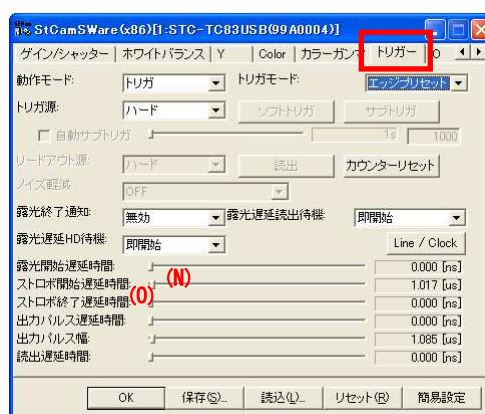 StCamSWare (x86)[1:STC-TC83USB(99A0004)]
ゲイン/シャッター ホワイトバランス Y Color カラーガンマ トリガー IO
動作モード: トリガ トリガモード: エッジプリセット
トリガ源: ハード ソフトトリガ サブトリガ
自動サブトリガ 1s 1000
リードアウト源: ハード 読出 カウンターリセット
ノイズ軽減 OFF
露光終了通知: 無効 露光遅延読出待機: 即開始
露光遅延HD待機: 即開始 Line / Clock
露光開始遅延時間: 0.000 [ns]
ストロボ開始遅延時間: (N) 1.017 [us]
ストロボ終了遅延時間: (O) 0.000 [ns]
出力パルス遅延時間: 0.000 [ns]
出力パルス幅: 1.085 [us]
読出遅延時間: 0.000 [ns]
OK 保存(S)... 読込(L)... リセット(R) 簡易設定